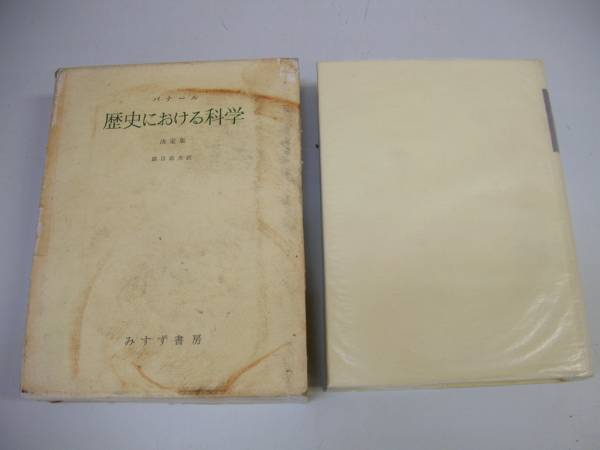 バナール
歴史における科学
決定版
鎮目恭夫訳
みすず書房